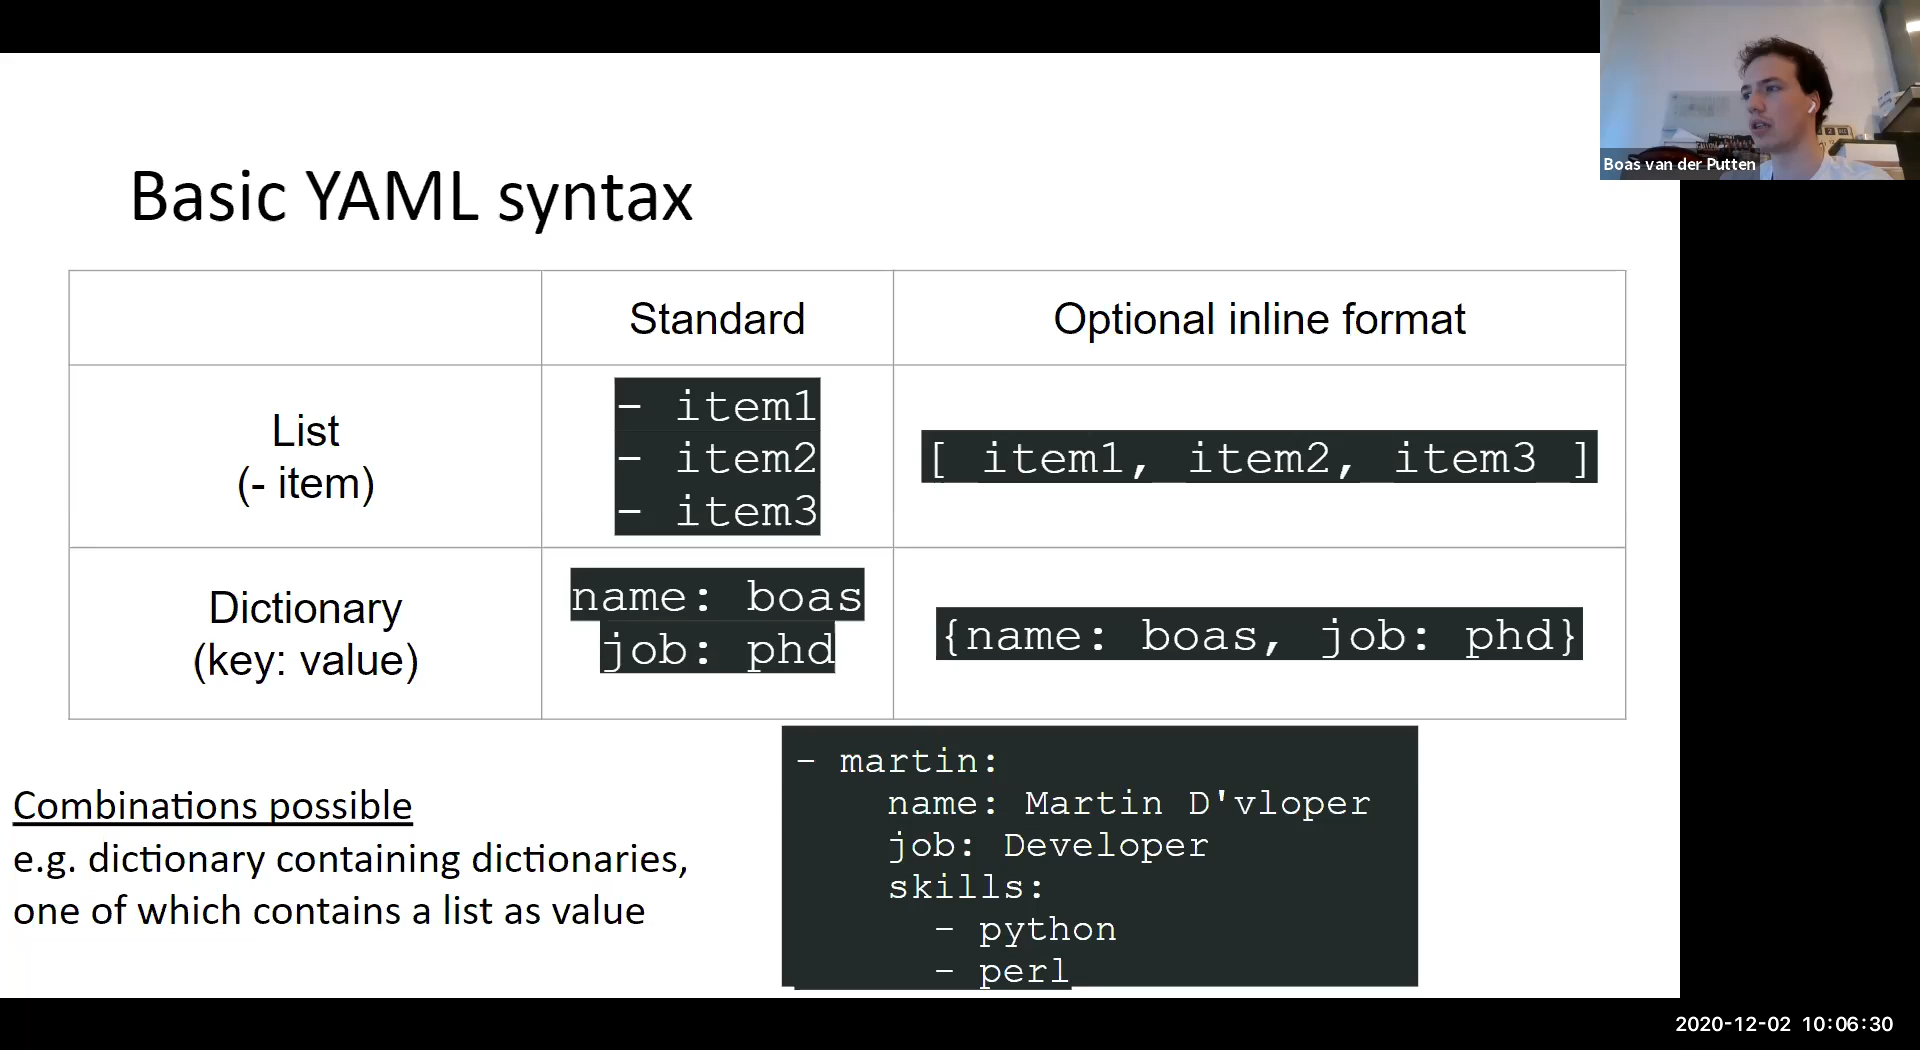 Boas van der Putten
Basic YAML syntax
Standard
Optional inline format
List
(- item)
- item1
- item2
- item3
[ item1, item2, item3 ]
Dictionary
(key: value)
name: boas
job: phd
{name: boas, job: phd}
Combinations possible
e.g. dictionary containing dictionaries,
one of which contains a list as value
- martin:
name: Martin D'vloper
job: Developer
skills:
- python
- perl
2020-12-02 10:06:30